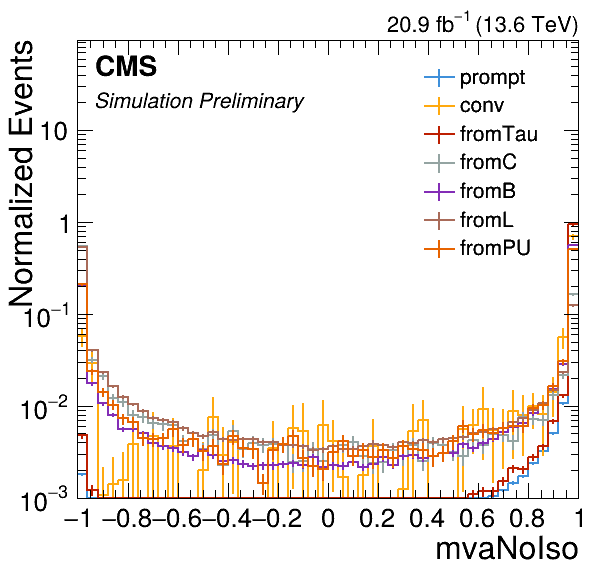 20.9 fb⁻¹ (13.6 TeV)
CMS
Simulation Preliminary
prompt
conv
fromTau
fromC
fromB
fromL
fromPU
Normalized Events
10
1
10⁻¹
10⁻²
10⁻³
−1 −0.8 −0.6 −0.4 −0.2 0 0.2 0.4 0.6 0.8 1
mvaNoIso